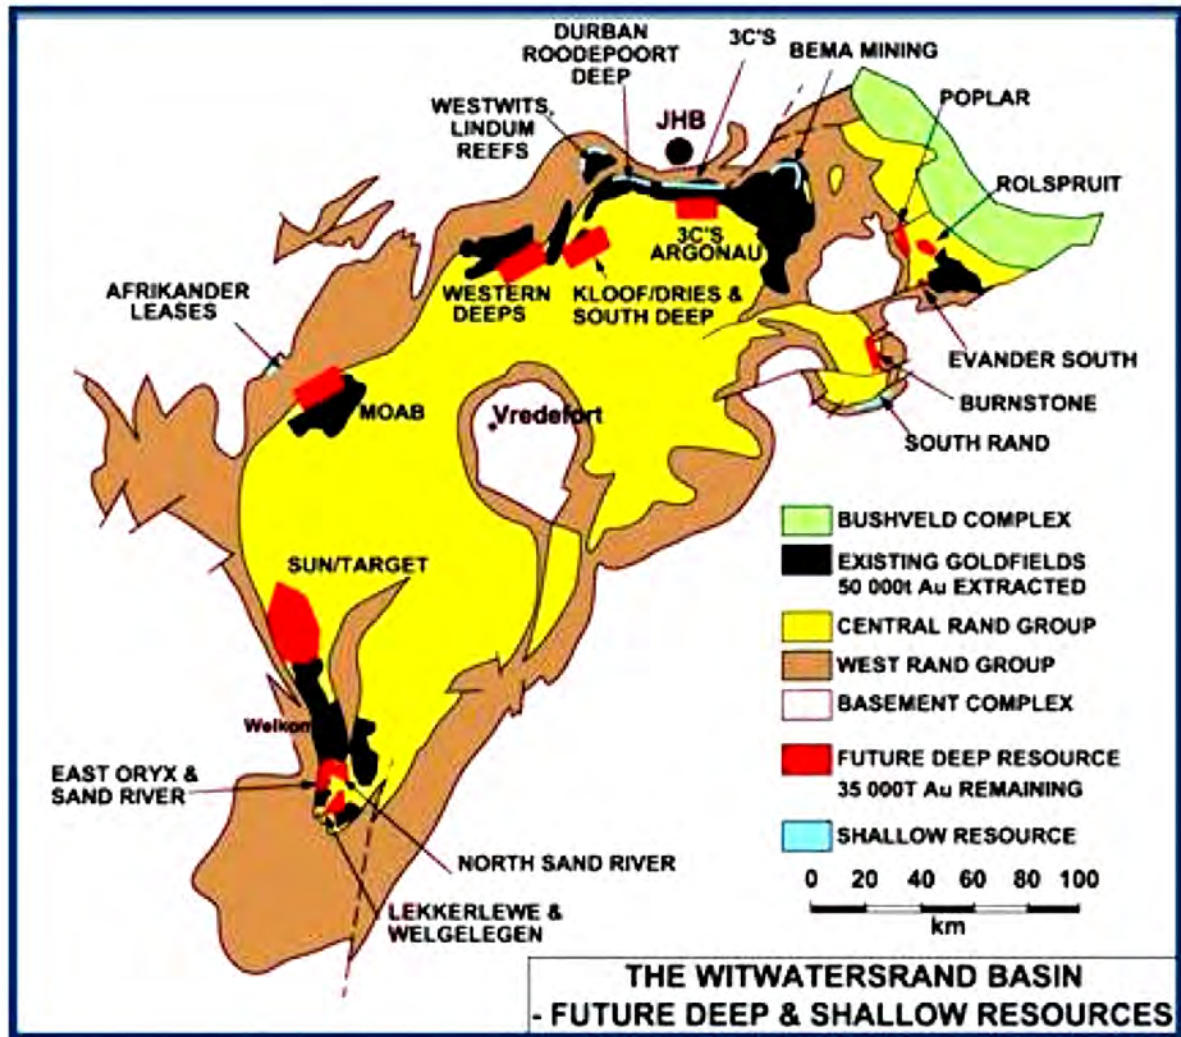 DURBAN
ROODEPOORT
DEEP
3C'S
BEMA MINING
WESTWITS,
LINDUM
REEFS
JHB
POPLAR
ROLSPRUIT
3C'S
ARGONAU
AFRIKANDER
LEASES
WESTERN
DEEPS
KLOOF/DRIES &
SOUTH DEEP
EVANDER SOUTH
MOAB
Vredefort
BURNSTONE
SOUTH RAND
SUN/TARGET
Welkom
EAST ORYX &
SAND RIVER
NORTH SAND RIVER
LEKKERLEWE &
WELGELEGEN
BUSHVELD COMPLEX
EXISTING GOLDFIELDS
50 000t Au EXTRACTED
CENTRAL RAND GROUP
WEST RAND GROUP
BASEMENT COMPLEX
FUTURE DEEP RESOURCE
35 000T Au REMAINING
SHALLOW RESOURCE
0 20 40 60 80 100
km
THE WITWATERSRAND BASIN
- FUTURE DEEP & SHALLOW RESOURCES